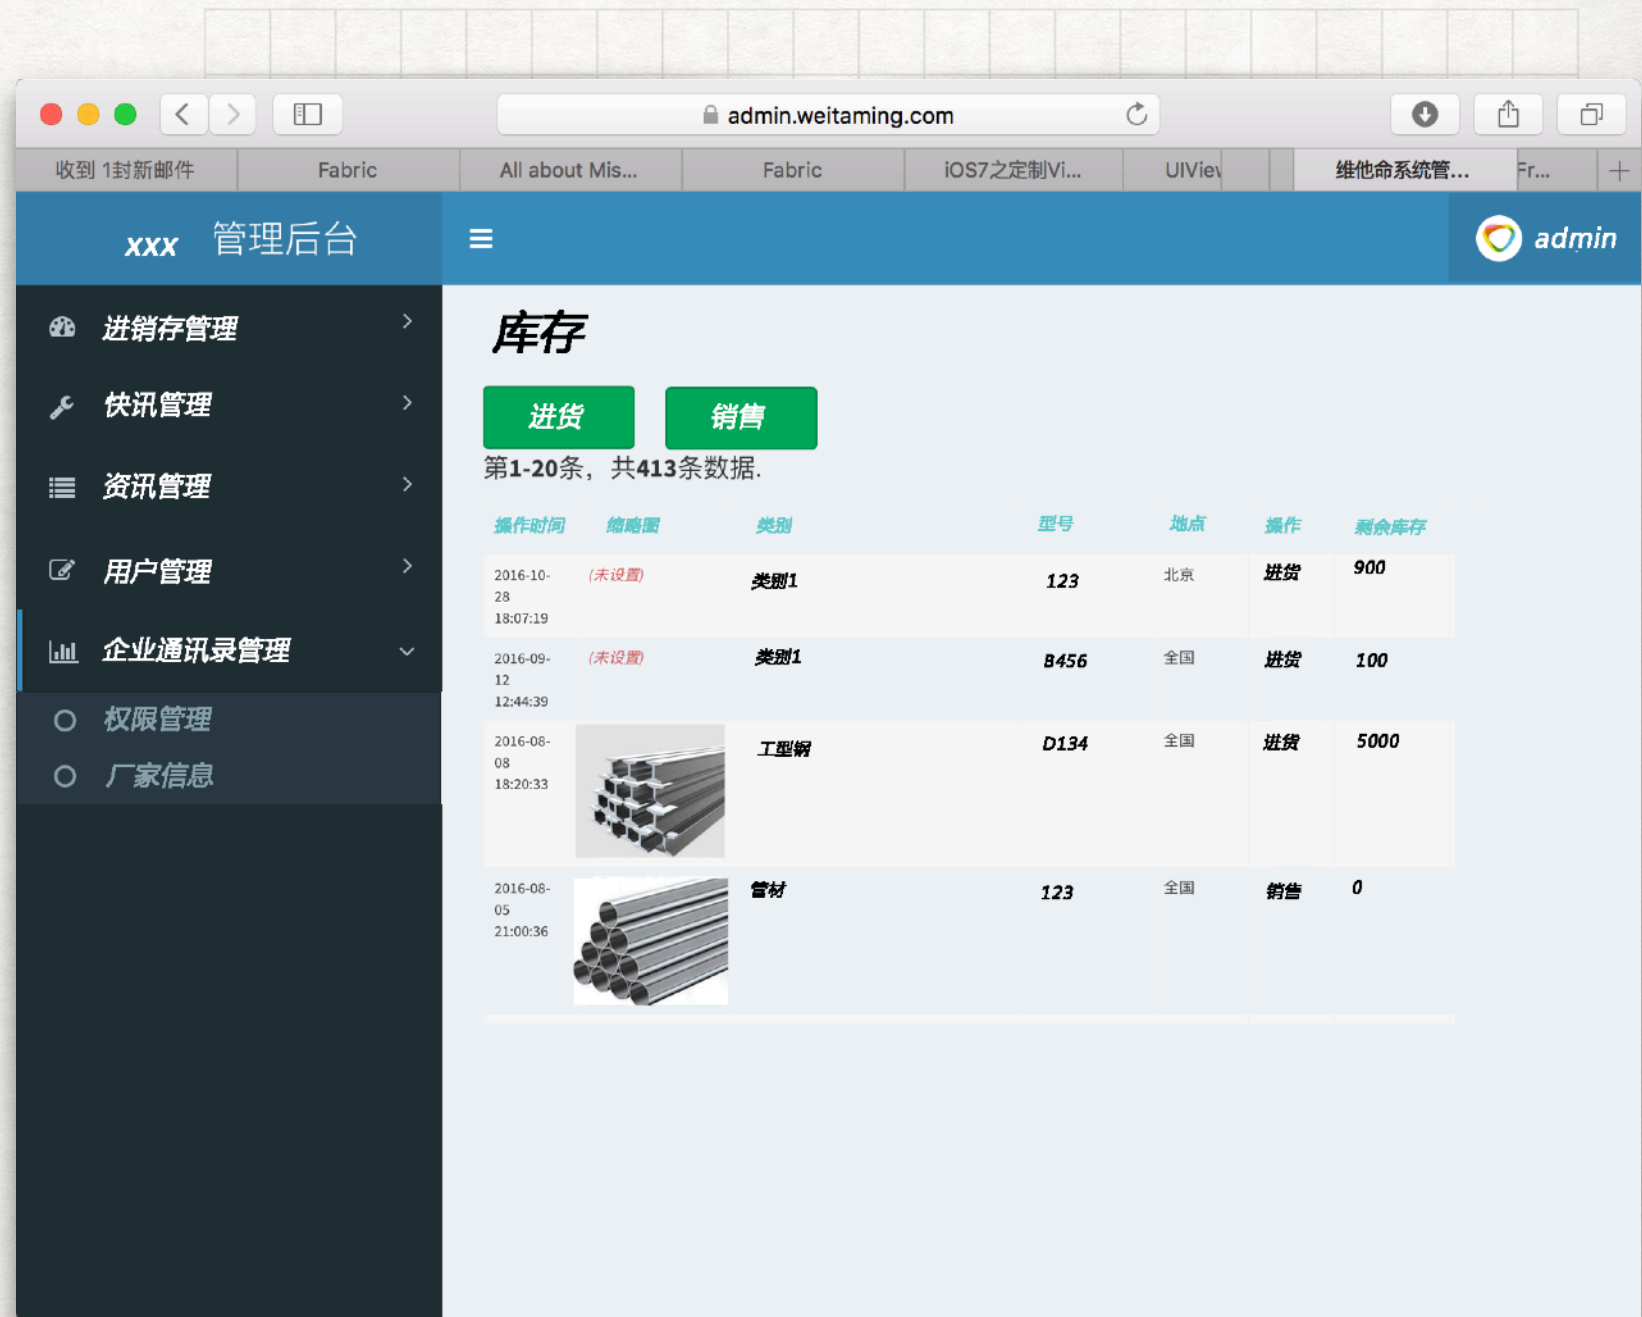 admin.weitaming.com
收到 1封新邮件 Fabric All about Mis... Fabric iOS7之定制Vi... UIView 维他命系统管... Fr...
xxx 管理后台 admin
进销存管理
快讯管理
资讯管理
用户管理
企业通讯录管理
权限管理
厂家信息
库存
进货 销售
第1-20条，共413条数据.
操作时间 缩略图 类别 型号 地点 操作 剩余库存
2016-10- (未设置) 类别1 123 北京 进货 900
28
18:07:19
2016-09- (未设置) 类别1 B456 全国 进货 100
12
12:44:39
2016-08- 工型钢 D134 全国 进货 5000
08
18:20:33
2016-08- 管材 123 全国 销售 0
05
21:00:36